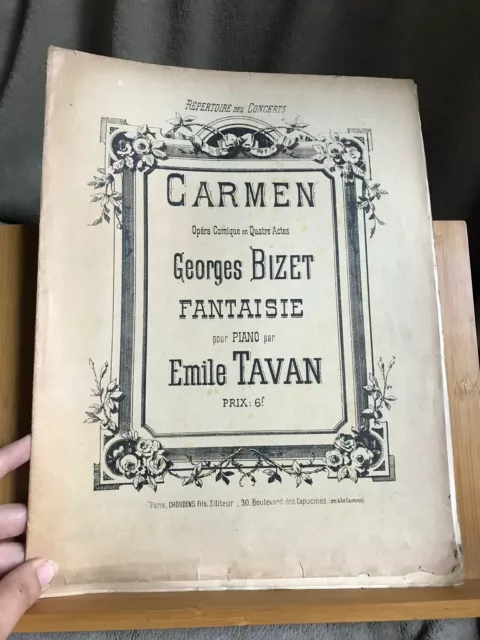 RÉPERTOIRE DES CONCERTS
CARMEN
Opéra Comique en Quatre Actes
Georges BIZET
FANTAISIE
pour PIANO par
Emile TAVAN
PRIX: 6f
Paris, CHOUDENS Fils, Editeur, 30, Boulevard des Capucines